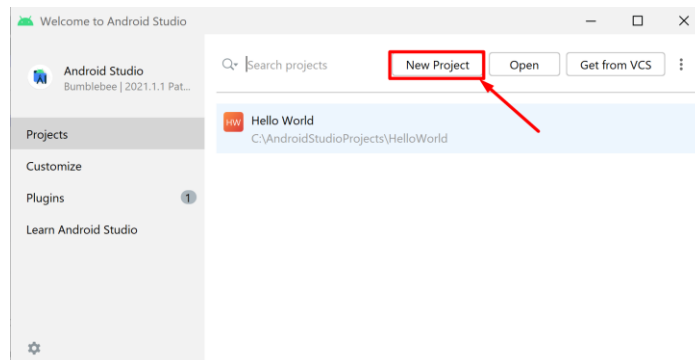 Welcome to Android Studio
Android Studio
Bumblebee | 2021.1.1 Pat...
Projects
Customize
Plugins 1
Learn Android Studio
Search projects New Project Open Get from VCS
HW Hello World
C:\AndroidStudioProjects\HelloWorld